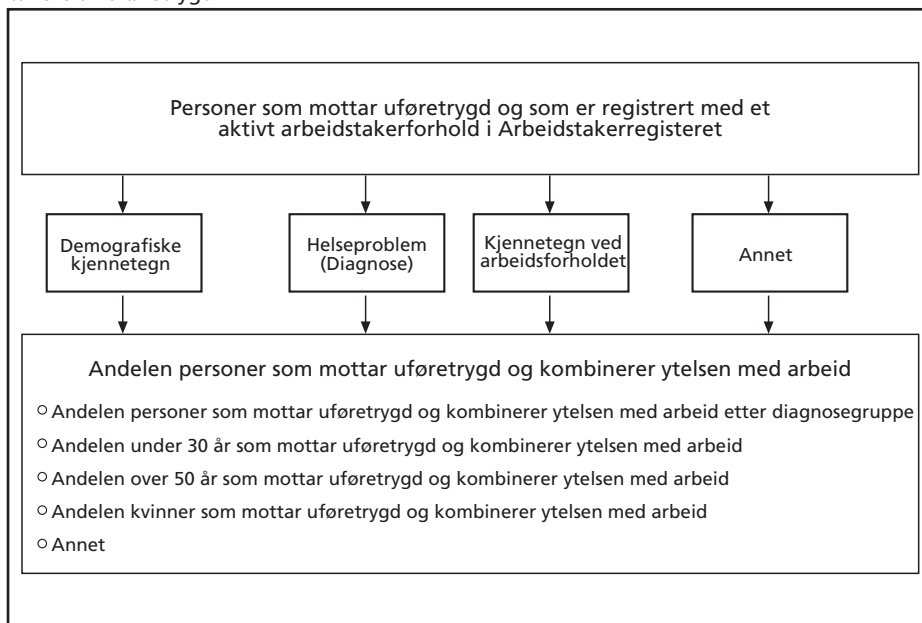 Personer som mottar uføretrygd og som er registrert med et
aktivt arbeidstakerforhold i Arbeidstakerregisteret
Demografiske
kjennetegn
Helseproblem
(Diagnose)
Kjennetegn ved
arbeidsforholdet
Annet
Andelen personer som mottar uføretrygd og kombinerer ytelsen med arbeid
○ Andelen personer som mottar uføretrygd og kombinerer ytelsen med arbeid etter diagnosegruppe
○ Andelen under 30 år som mottar uføretrygd og kombinerer ytelsen med arbeid
○ Andelen over 50 år som mottar uføretrygd og kombinerer ytelsen med arbeid
○ Andelen kvinner som mottar uføretrygd og kombinerer ytelsen med arbeid
○ Annet